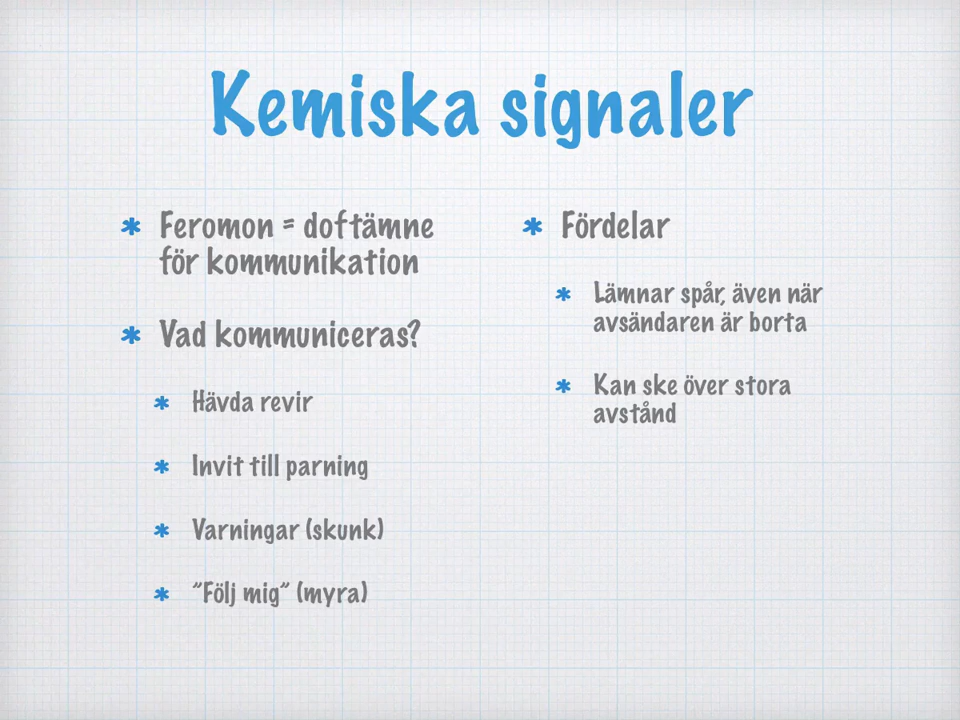 Kemiska signaler
Feromon = doftämne
för kommunikation
Vad kommuniceras?
Hävda revir
Invit till parning
Varningar (skunk)
”Följ mig” (myra)
Fördelar
Lämnar spår, även när
avsändaren är borta
Kan ske över stora
avstånd